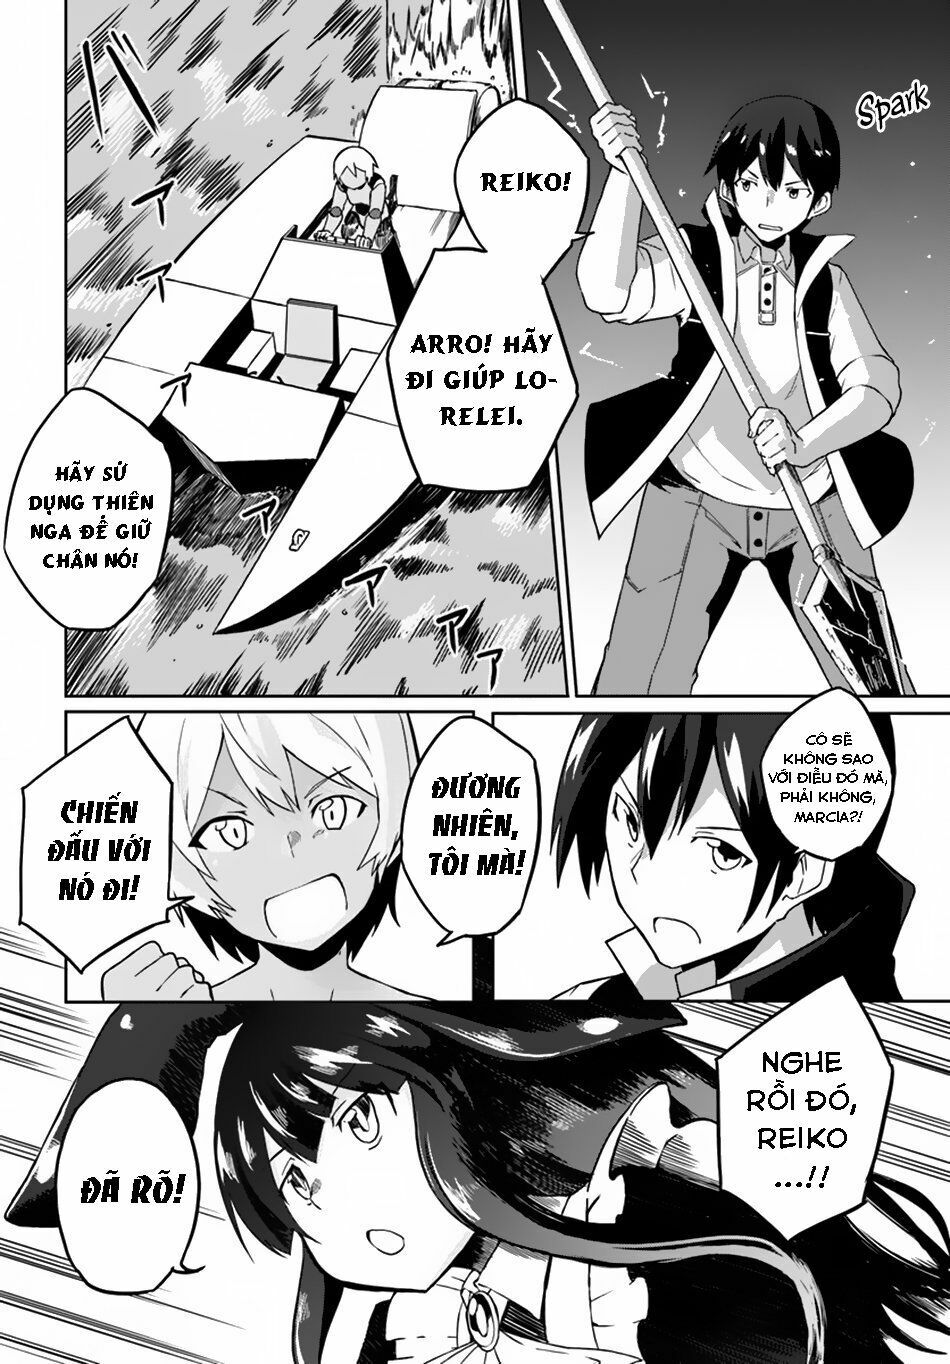 Spark
REIKO!
ARRO! HÃY
ĐI GIÚP LO-
RELEI.
HÃY SỬ
DỤNG THIÊN
NGA ĐỂ GIỮ
CHÂN NÓ!
CÔ SẼ
KHÔNG SAO
VỚI ĐIỀU ĐÓ MÀ,
PHẢI KHÔNG,
MARCIA?!
ĐƯƠNG
NHIÊN,
TÔI MÀ!
CHIẾN
ĐẤU VỚI
NÓ ĐI!
NGHE
RỒI ĐÓ,
REIKO
...!!
ĐÃ RÕ!